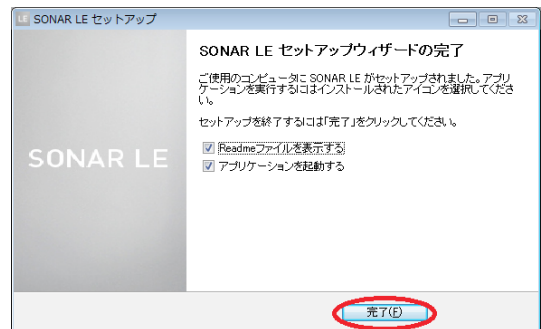 SONAR LE セットアップ
SONAR LE セットアップウィザードの完了
ご使用のコンピュータに SONAR LE がセットアップされました。アプリ
ケーションを実行するにはインストールされたアイコンを選択してくださ
い。
セットアップを終了するには「完了」をクリックしてください。
SONAR LE
Readmeファイルを表示する
アプリケーションを起動する
完了(F)